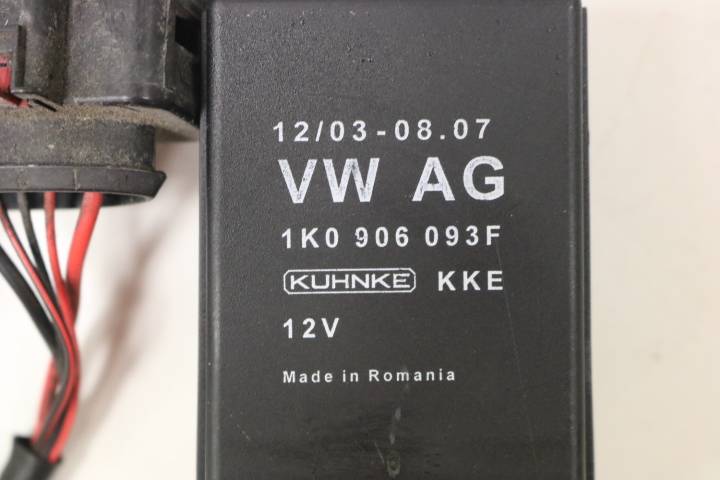 12/03-08.07
VW AG
1K0 906 093F
KUHNKE KKE
12V
Made in Romania